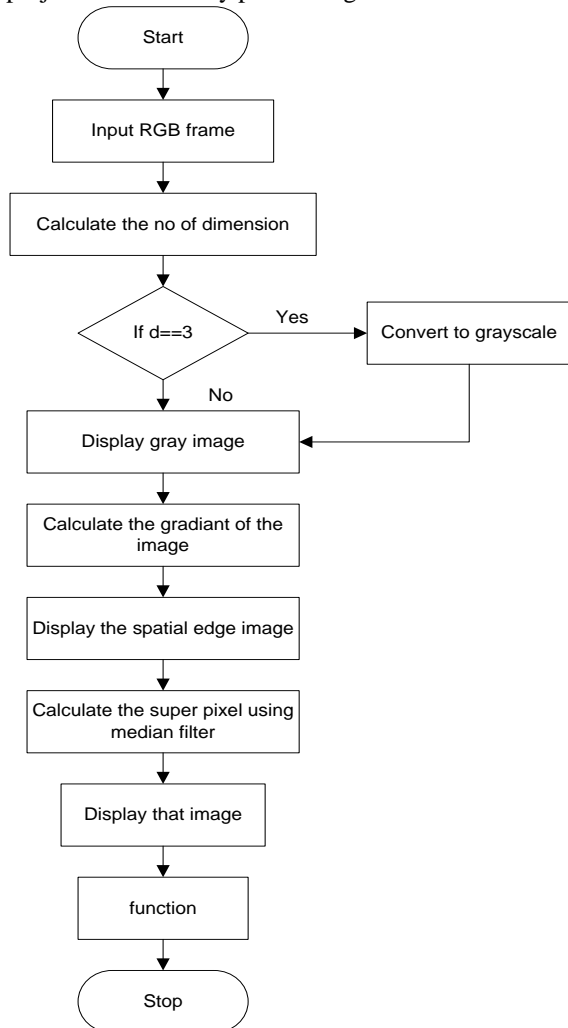 Start
Input RGB frame
Calculate the no of dimension
If d==3
Yes
Convert to grayscale
No
Display gray image
Calculate the gradiant of the
image
Display the spatial edge image
Calculate the super pixel using
median filter
Display that image
function
Stop